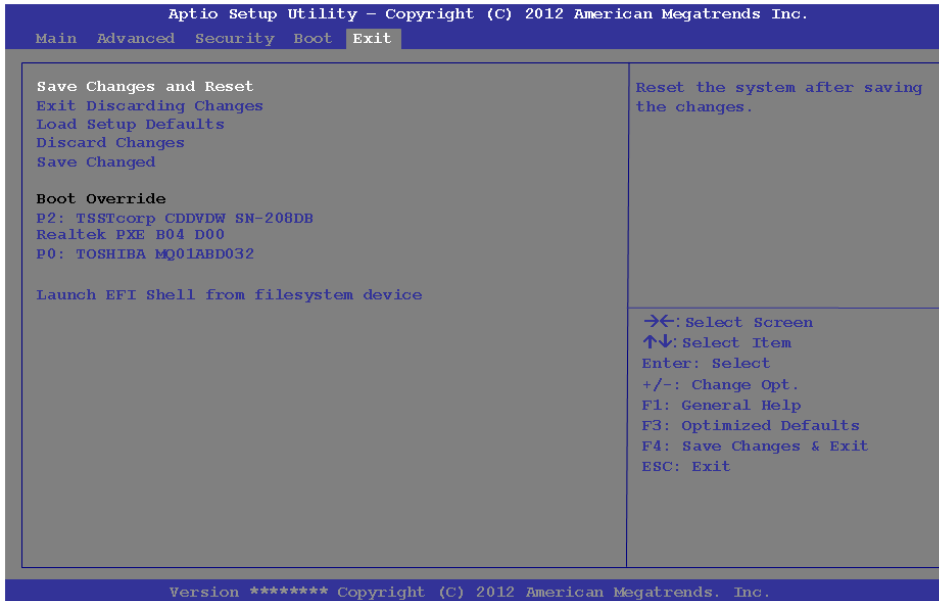 Aptio Setup Utility – Copyright (C) 2012 American Megatrends Inc.
Main Advanced Security Boot Exit
Save Changes and Reset
Exit Discarding Changes
Load Setup Defaults
Discard Changes
Save Changed
Boot Override
P2: TSSTcorp CDDVDW SN-208DB
Realtek PXE B04 D00
P0: TOSHIBA MQ01ABD032
Launch EFI Shell from filesystem device
Reset the system after saving
the changes.
→←: Select Screen
↑↓: Select Item
Enter: Select
+/-: Change Opt.
F1: General Help
F3: Optimized Defaults
F4: Save Changes & Exit
ESC: Exit
Version ******** Copyright (C) 2012 American Megatrends. Inc.